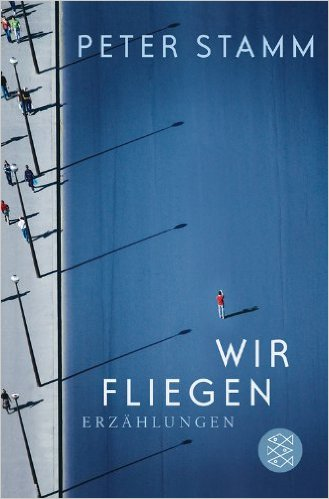 PETER STAMM
WIR
FLIEGEN
ERZÄHLUNGEN